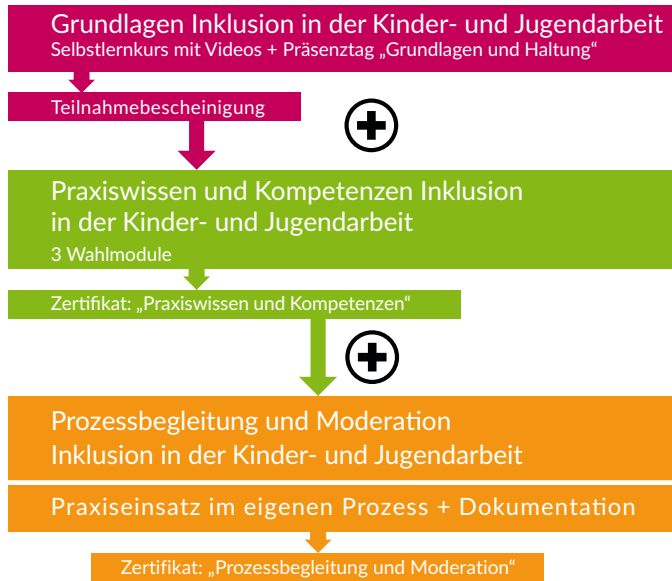 Grundlagen Inklusion in der Kinder- und Jugendarbeit
Selbstlernkurs mit Videos + Präsenztag „Grundlagen und Haltung“
Teilnahmebescheinigung
Praxiswissen und Kompetenzen Inklusion
in der Kinder- und Jugendarbeit
3 Wahlmodule
Zertifikat: „Praxiswissen und Kompetenzen“
Prozessbegleitung und Moderation
Inklusion in der Kinder- und Jugendarbeit
Praxiseinsatz im eigenen Prozess + Dokumentation
Zertifikat: „Prozessbegleitung und Moderation“